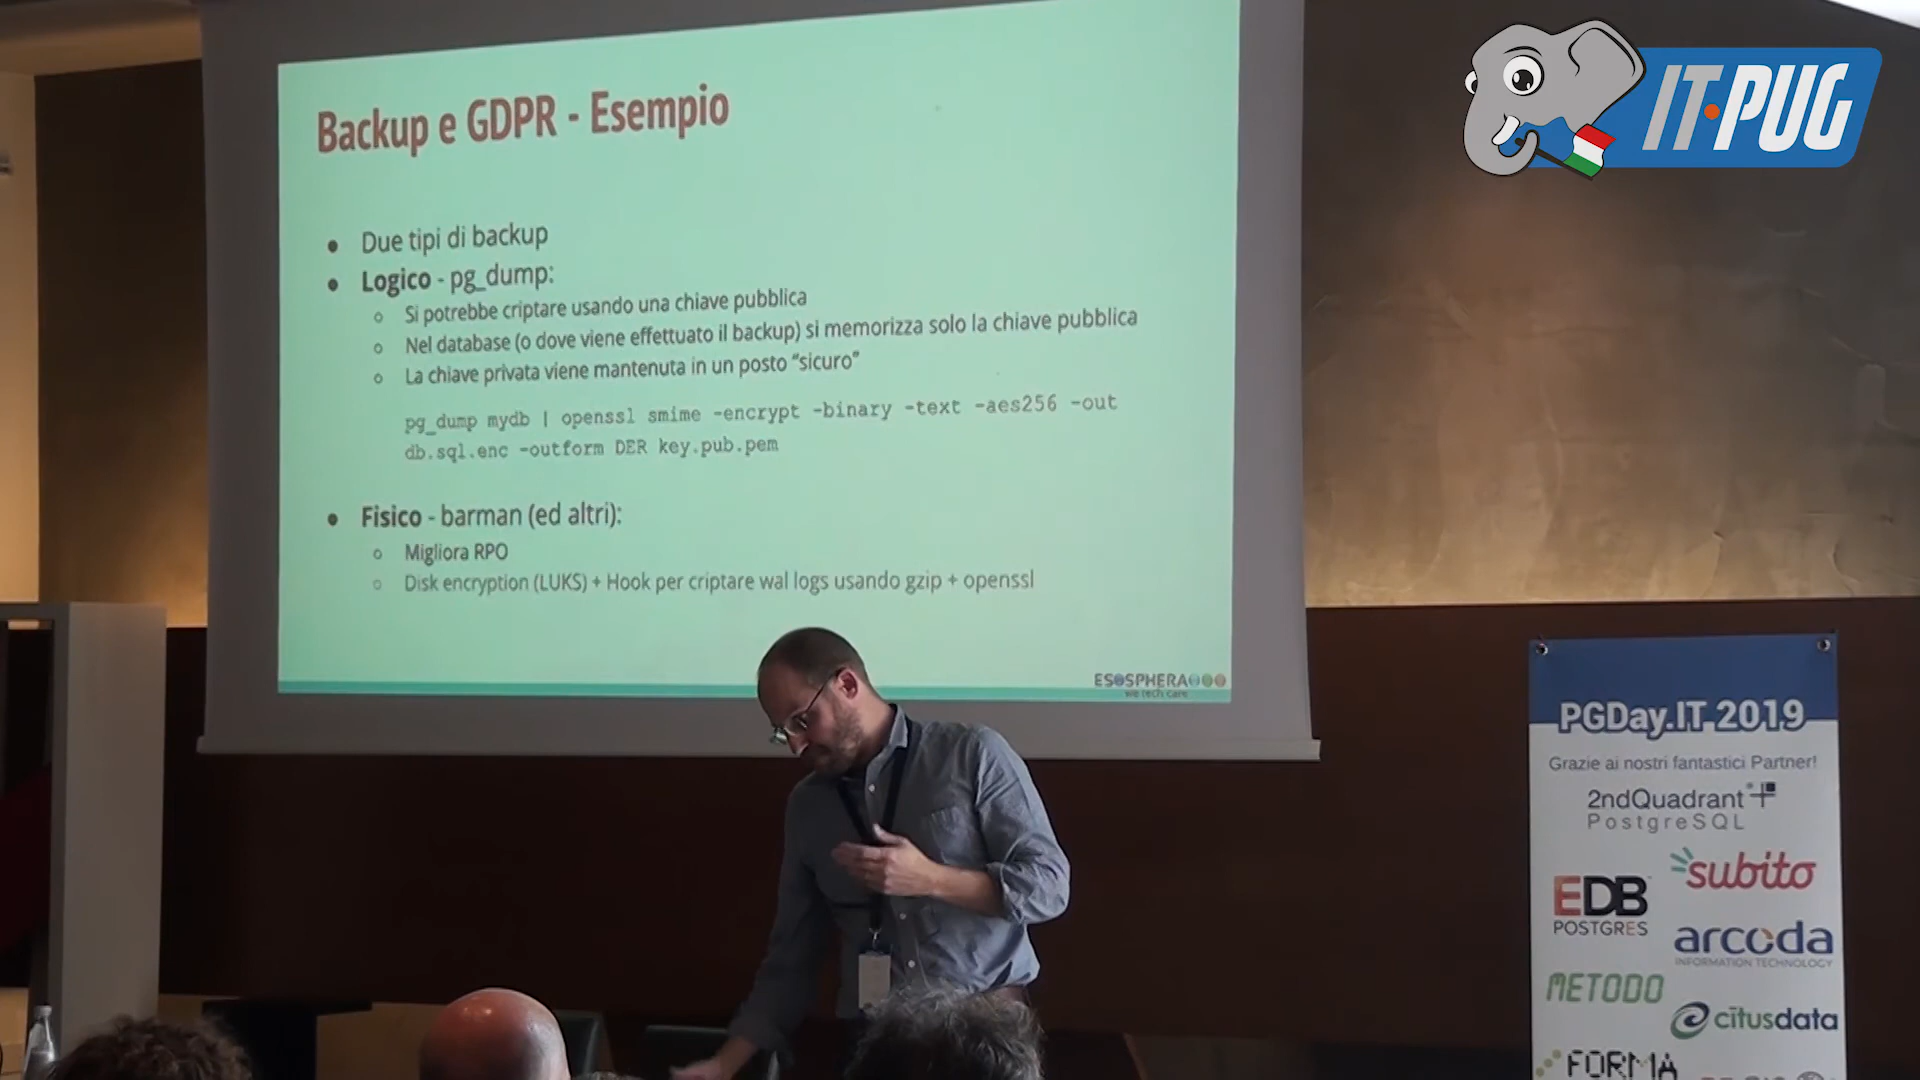 Backup e GDPR - Esempio
Due tipi di backup
Logico - pg_dump:
Si potrebbe criptare usando una chiave pubblica
Nel database (o dove viene effettuato il backup) si memorizza solo la chiave pubblica
La chiave privata viene mantenuta in un posto “sicuro”
pg_dump mydb | openssl smime -encrypt -binary -text -aes256 -out
db.sql.enc -outform DER key.pub.pem
Fisico - barman (ed altri):
Migliora RPO
Disk encryption (LUKS) + Hook per criptare wal logs usando gzip + openssl
ESOSPHERA
we tech care
IT·PUG
PGDay.IT 2019
Grazie ai nostri fantastici Partner!
2ndQuadrant
PostgreSQL
subito
EDB
POSTGRES
arcoda
INFORMATION TECHNOLOGY
METODO
citusdata
FORMA